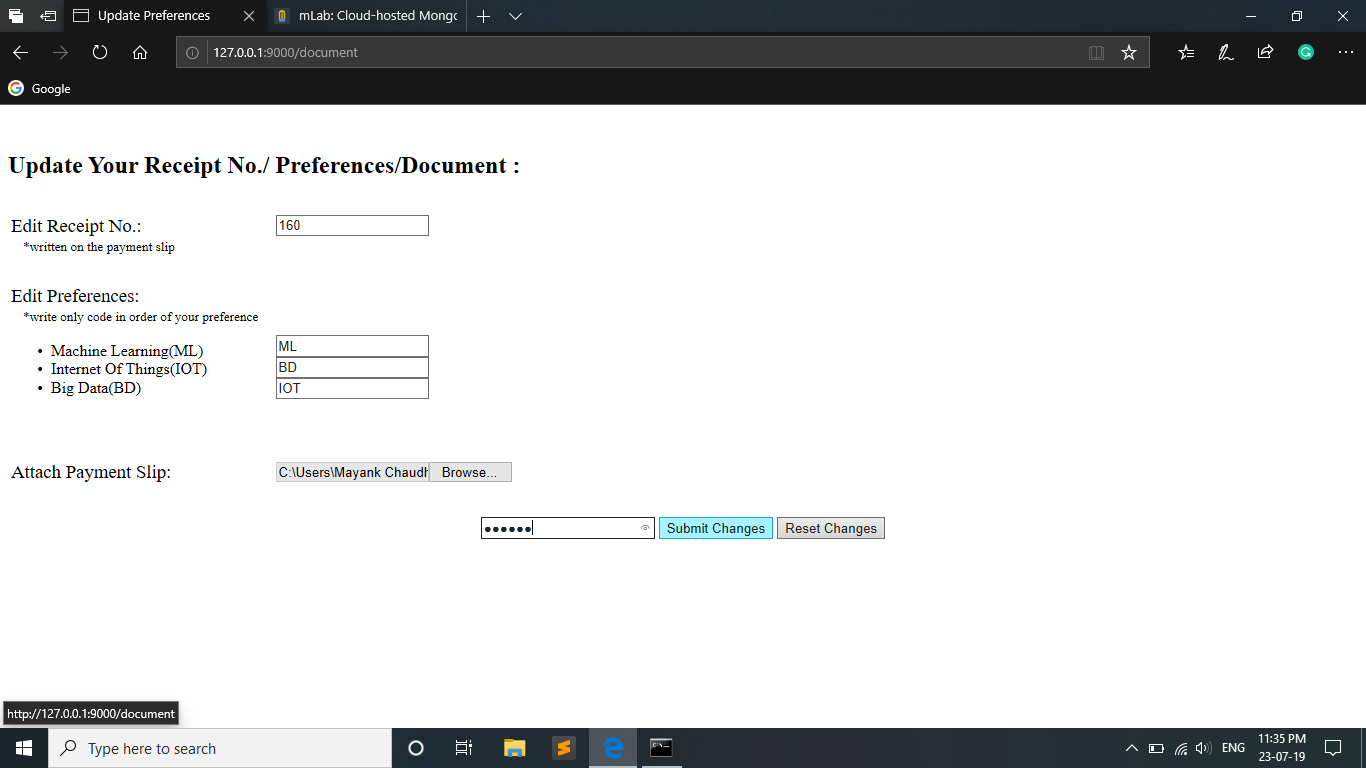 Update Preferences
mLab: Cloud-hosted Mongo
127.0.0.1:9000/document
Google
Update Your Receipt No./ Preferences/Document :
Edit Receipt No.: 160
*written on the payment slip
Edit Preferences:
*write only code in order of your preference
• Machine Learning(ML) ML
• Internet Of Things(IOT) BD
• Big Data(BD) IOT
Attach Payment Slip: C:\Users\Mayank Chaudh Browse...
●●●●●● Submit Changes Reset Changes
http://127.0.0.1:9000/document
Type here to search
ENG
11:35 PM
23-07-19